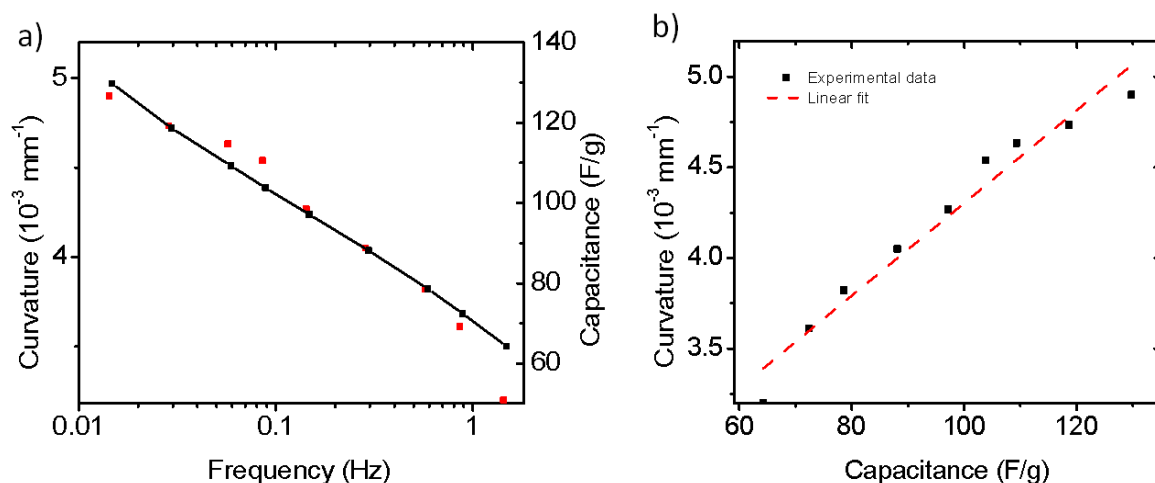 a)
5
4
Curvature (10⁻³ mm⁻¹)
140
120
100
80
60
Capacitance (F/g)
0.01
0.1
1
Frequency (Hz)
b)
Experimental data
Linear fit
5.0
4.5
4.0
3.5
Curvature (10⁻³ mm⁻¹)
60
80
100
120
Capacitance (F/g)